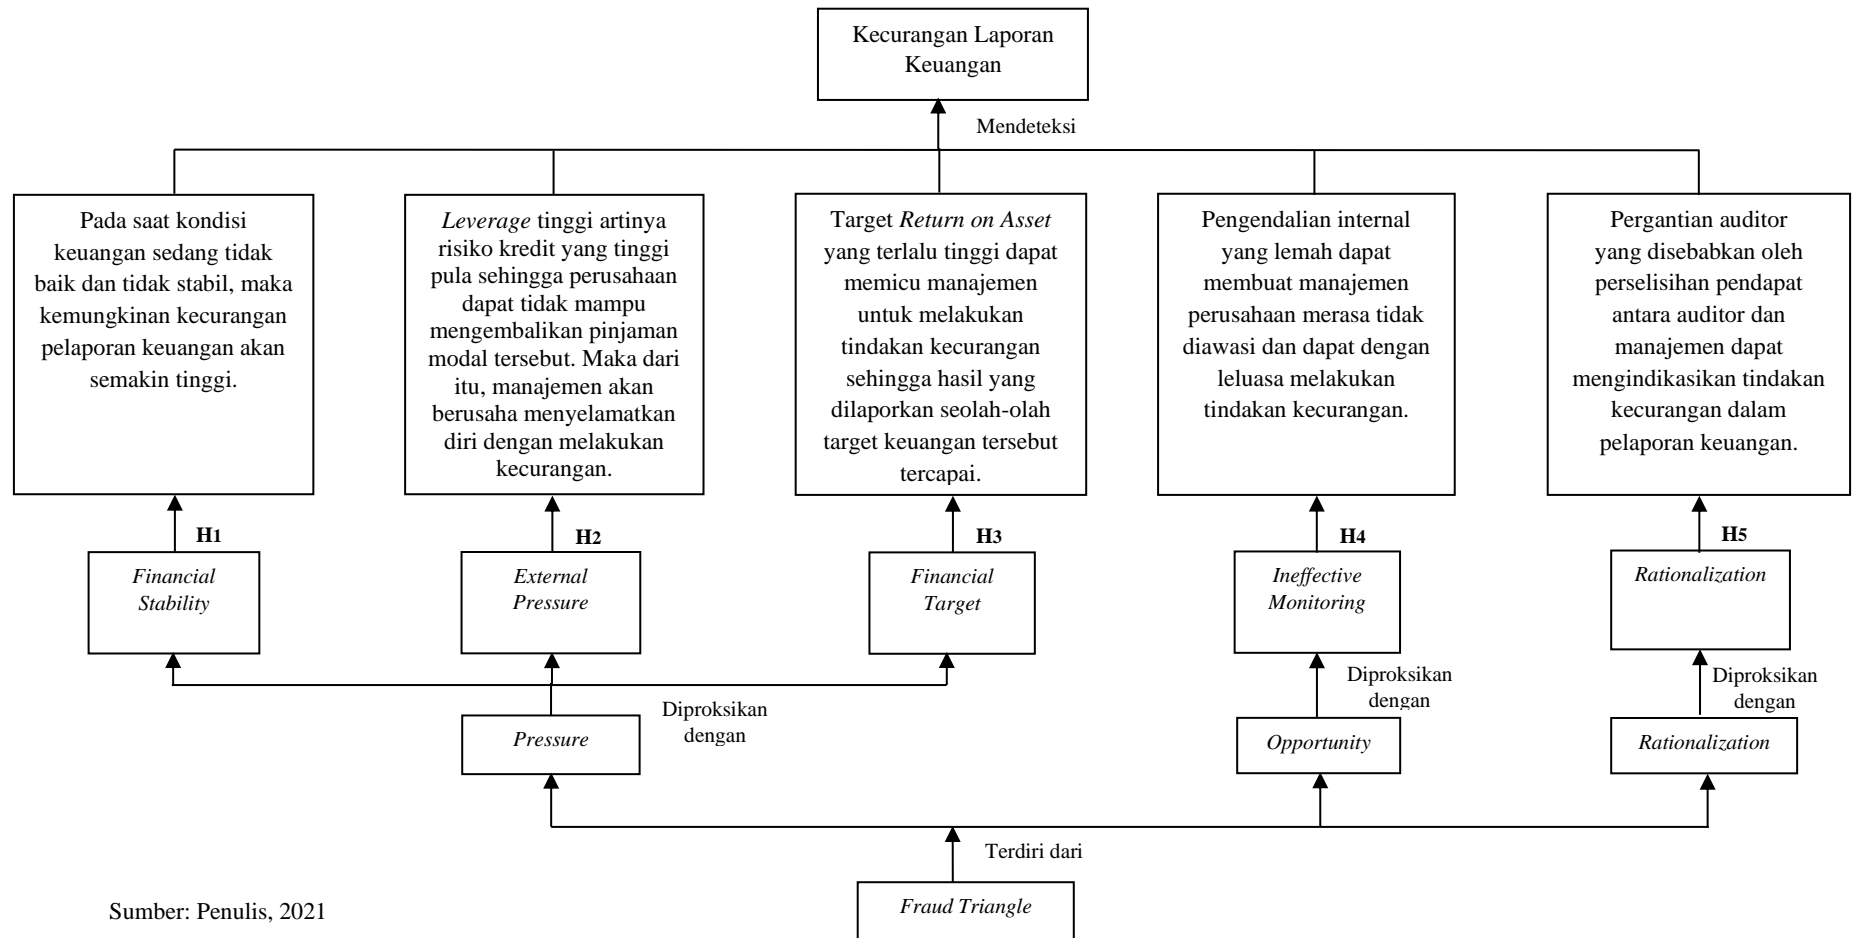 Kecurangan Laporan
Keuangan
Mendeteksi
Pada saat kondisi
keuangan sedang tidak
baik dan tidak stabil, maka
kemungkinan kecurangan
pelaporan keuangan akan
semakin tinggi.
Leverage tinggi artinya
risiko kredit yang tinggi
pula sehingga perusahaan
dapat tidak mampu
mengembalikan pinjaman
modal tersebut. Maka dari
itu, manajemen akan
berusaha menyelamatkan
diri dengan melakukan
kecurangan.
Target Return on Asset
yang terlalu tinggi dapat
memicu manajemen
untuk melakukan
tindakan kecurangan
sehingga hasil yang
dilaporkan seolah-olah
target keuangan tersebut
tercapai.
Pengendalian internal
yang lemah dapat
membuat manajemen
perusahaan merasa tidak
diawasi dan dapat dengan
leluasa melakukan
tindakan kecurangan.
Pergantian auditor
yang disebabkan oleh
perselisihan pendapat
antara auditor dan
manajemen dapat
mengindikasikan tindakan
kecurangan dalam
pelaporan keuangan.
H1
H2
H3
H4
H5
Financial
Stability
External
Pressure
Financial
Target
Ineffective
Monitoring
Rationalization
Diproksikan
dengan
Diproksikan
dengan
Diproksikan
dengan
Pressure
Opportunity
Rationalization
Terdiri dari
Fraud Triangle
Sumber: Penulis, 2021